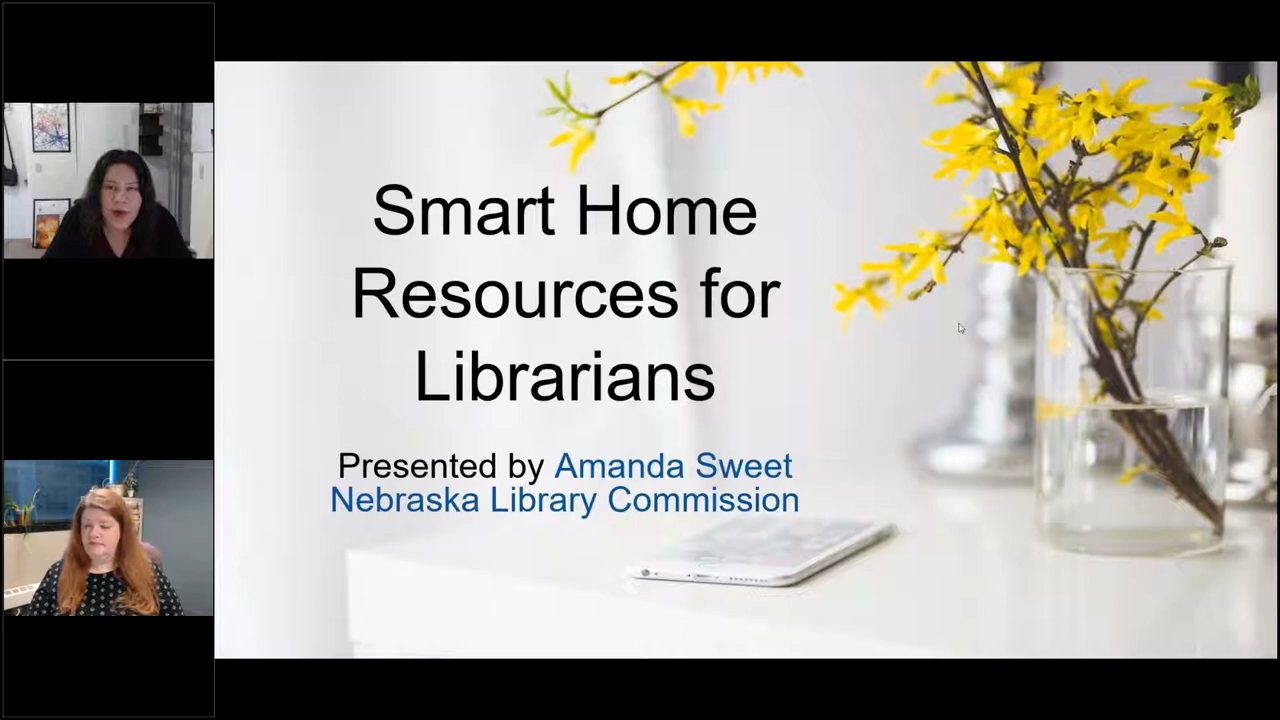 Smart Home
Resources for
Librarians
Presented by Amanda Sweet
Nebraska Library Commission